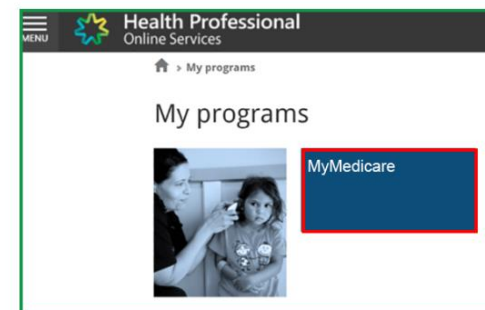 MENU
Health Professional
Online Services
> My programs
My programs
MyMedicare